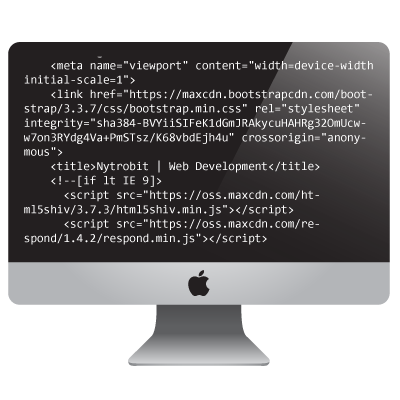 <meta name="viewport" content="width=device-width
initial-scale=1">
<link href="https://maxcdn.bootstrapcdn.com/boot-
strap/3.3.7/css/bootstrap.min.css" rel="stylesheet"
integrity="sha384-BVYiiSIFeK1dGmJRAkycuHAHRg32OmUcw-
w7on3RYdg4Va+PmSTsz/K68vbdEjh4u" crossorigin="anony-
mous">
<title>Nytrobit | Web Development</title>
<!--[if lt IE 9]>
<script src="https://oss.maxcdn.com/ht-
ml5shiv/3.7.3/html5shiv.min.js"></script>
<script src="https://oss.maxcdn.com/re-
spond/1.4.2/respond.min.js"></script>